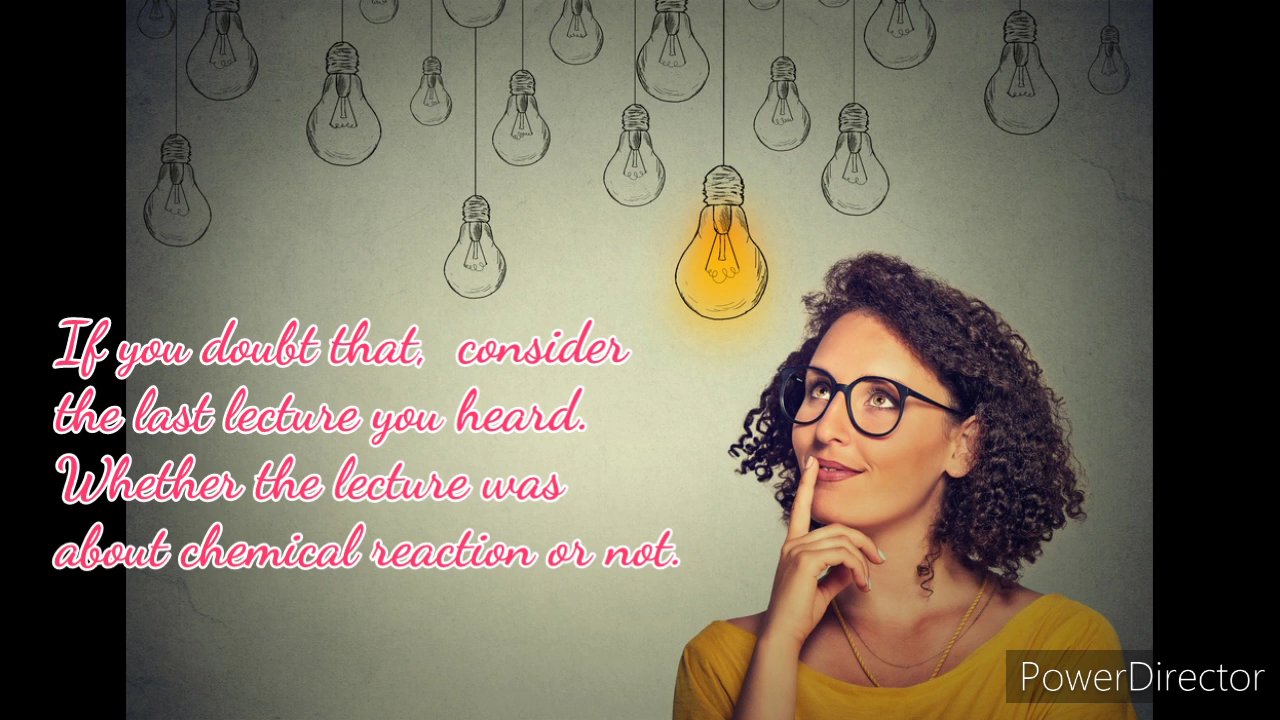 If you doubt that, consider
the last lecture you heard.
Whether the lecture was
about chemical reaction or not.
PowerDirector